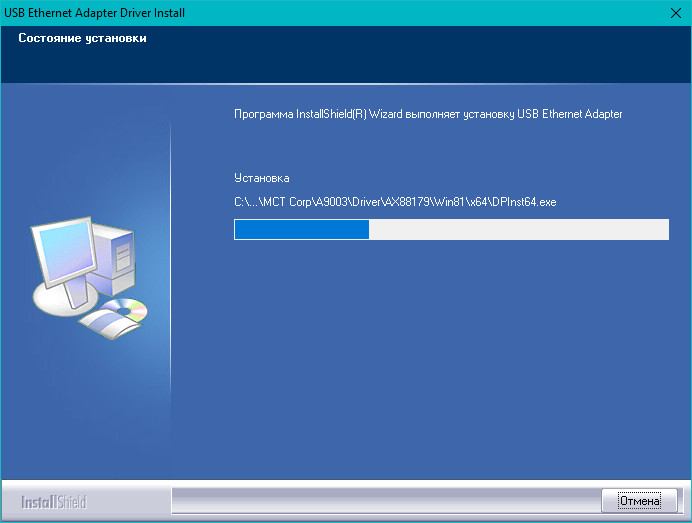 USB Ethernet Adapter Driver Install
Состояние установки
Программа InstallShield(R) Wizard выполняет установку USB Ethernet Adapter
Установка
C:\...\MCT Corp\A9003\Driver\AX88179\Win81\x64\DPInst64.exe
InstallShield
Отмена